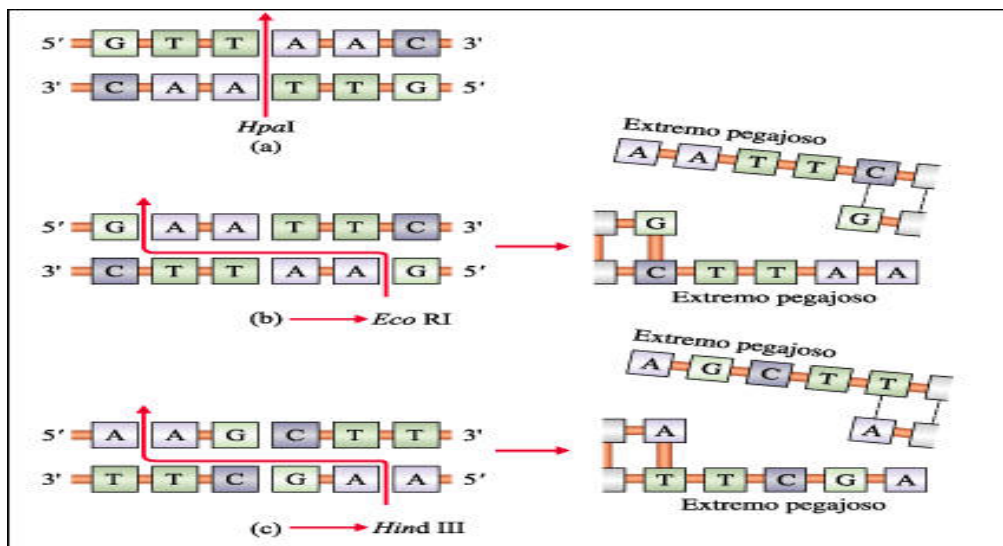 5′ G T T A A C 3'
3' C A A T T G 5′
HpaI
(a)
Extremo pegajoso
A A T T C
G
5′ G A A T T C 3'
3' C T T A A G 5′
G
C T T A A
Extremo pegajoso
(b) Eco RI
Extremo pegajoso
A G C T T
A
5′ A A G C T T 3'
3' T T C G A A 5′
A
T T C G A
Extremo pegajoso
(c) Hind III